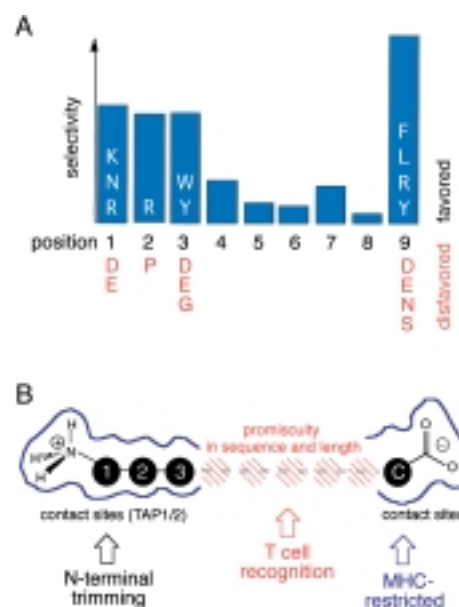 A
selectivity
K N R
R
W Y
F L R Y
favored
position 1 2 3 4 5 6 7 8 9
D E
P
D E G
D E N S
disfavored
B
promiscuity
in sequence and length
H
H
H
N
⊕
1 2 3
C
O
O
⊖
contact sites (TAP1/2)
contact sites
N-terminal
trimming
T cell
recognition
MHC-
restricted